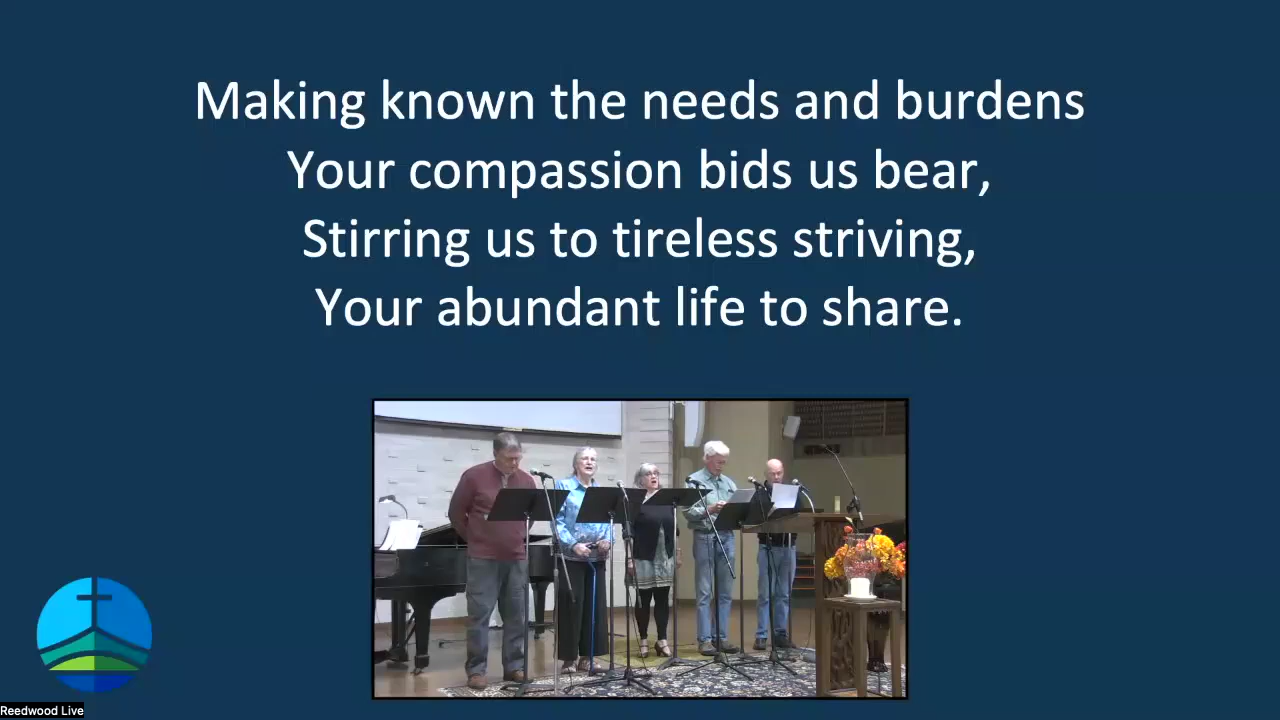 Making known the needs and burdens
Your compassion bids us bear,
Stirring us to tireless striving,
Your abundant life to share.
Reedwood Live